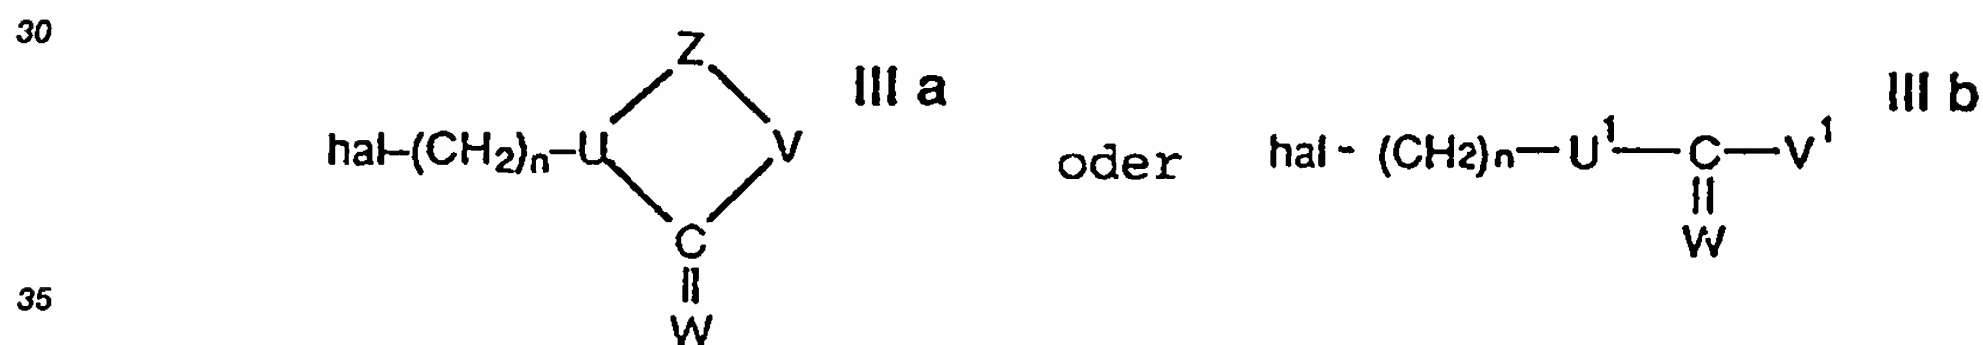 30
Z
III a
III b
hal-(CH₂)ₙ-U V oder hal - (CH₂)ₙ-U¹-C-V¹
C W
35
W